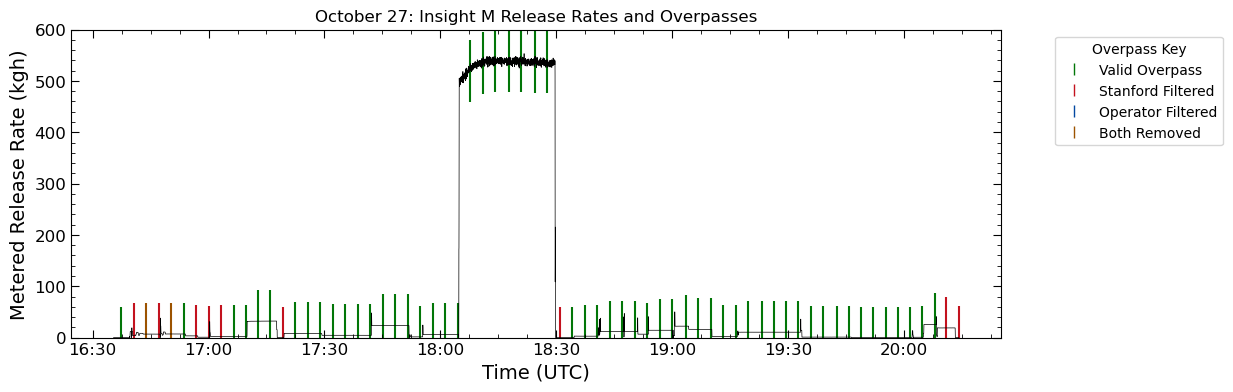 October 27: Insight M Release Rates and Overpasses
Metered Release Rate (kgh)
600
500
400
300
200
100
0
16:30
17:00
17:30
18:00
18:30
19:00
19:30
20:00
Time (UTC)
Overpass Key
Valid Overpass
Stanford Filtered
Operator Filtered
Both Removed